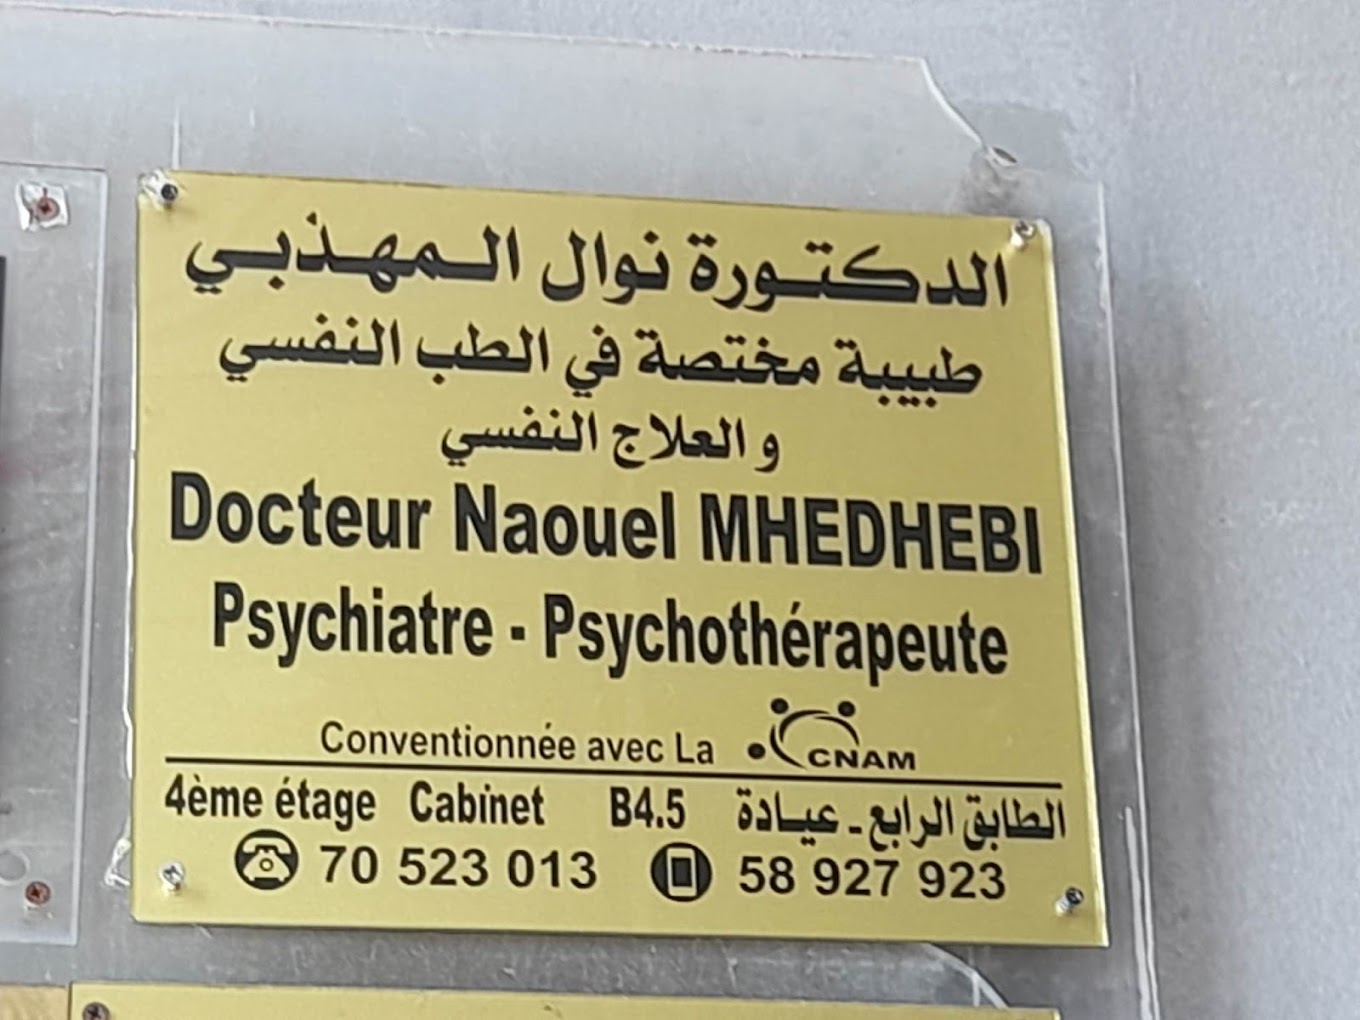 الدكتورة نوال المهذبي
طبيبة مختصة في الطب النفسي
و العلاج النفسي
Docteur Naouel MHEDHEBI
Psychiatre - Psychothérapeute
Conventionnée avec La CNAM
4ème étage Cabinet B4.5 الطابق الرابع - عيادة
70 523 013 58 927 923